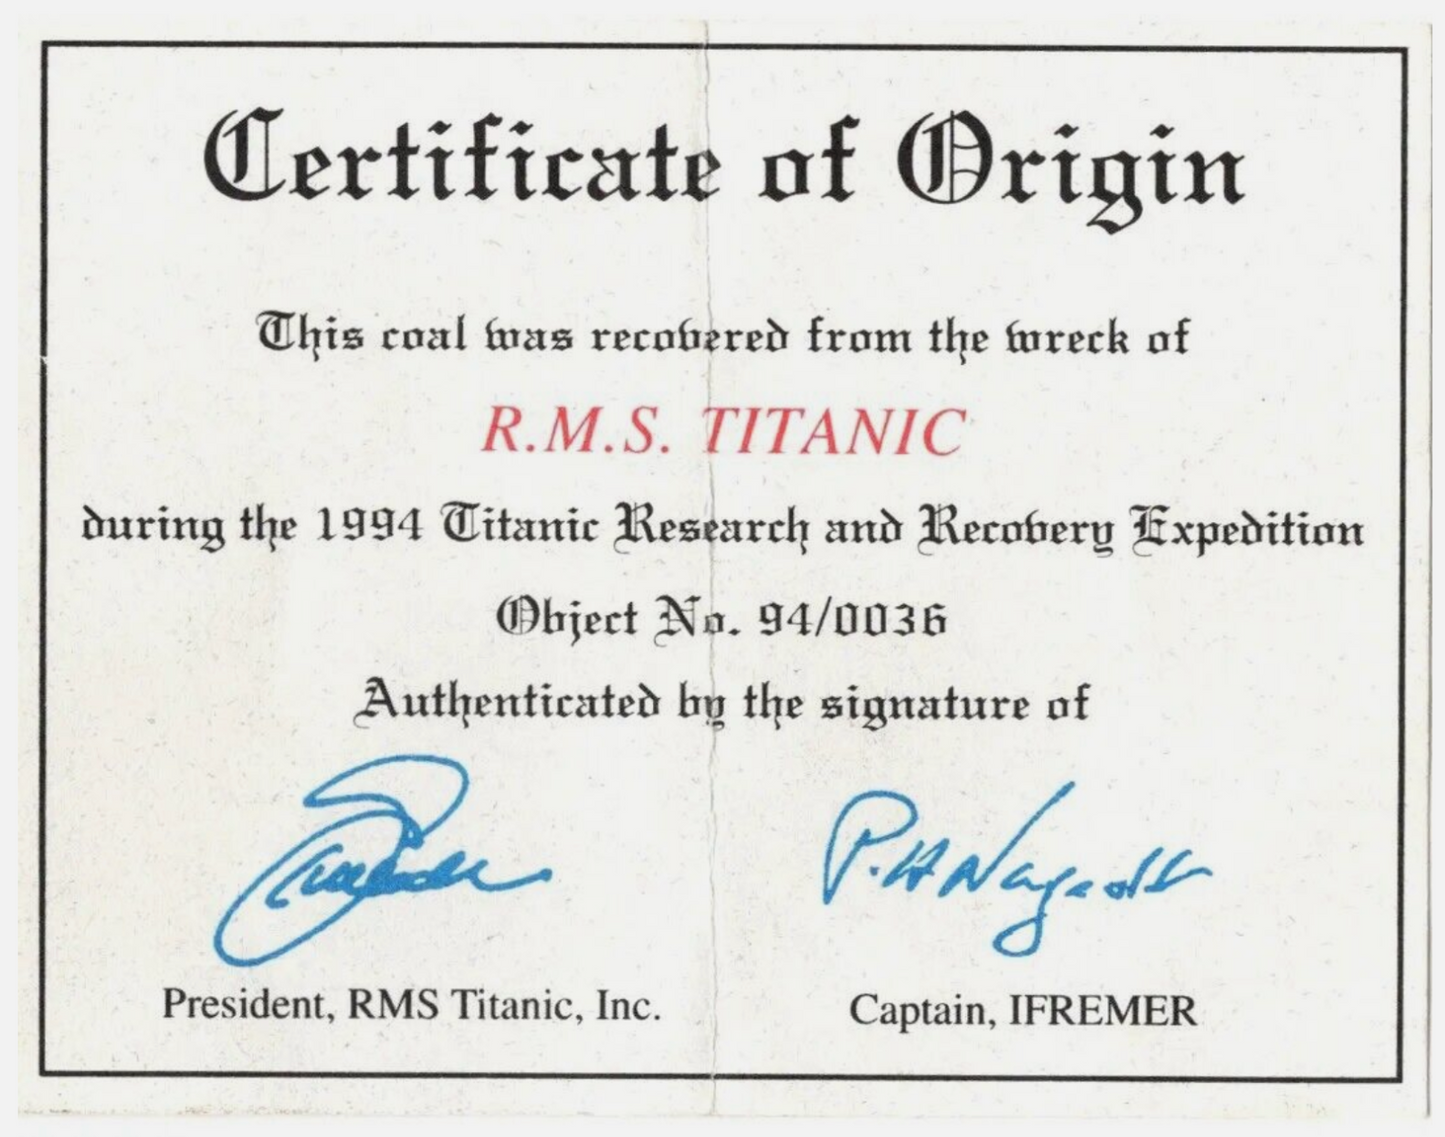 Certificate of Origin
This coal was recovered from the wreck of
R.M.S. TITANIC
during the 1994 Titanic Research and Recovery Expedition
Object No. 94/0036
Authenticated by the signature of
P.H Nargeolet
President, RMS Titanic, Inc.
Captain, IFREMER